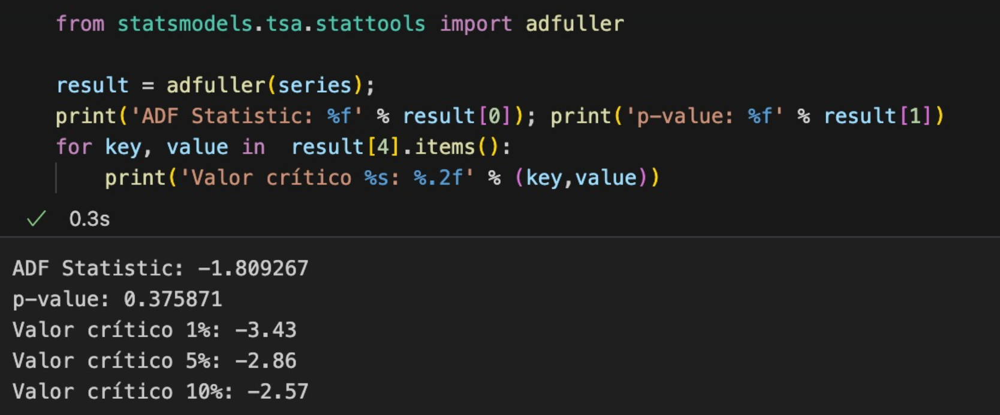 from statsmodels.tsa.stattools import adfuller
result = adfuller(series);
print('ADF Statistic: %f' % result[0]); print('p-value: %f' % result[1])
for key, value in  result[4].items():
    print('Valor crítico %s: %.2f' % (key,value))
0.3s
ADF Statistic: -1.809267
p-value: 0.375871
Valor crítico 1%: -3.43
Valor crítico 5%: -2.86
Valor crítico 10%: -2.57